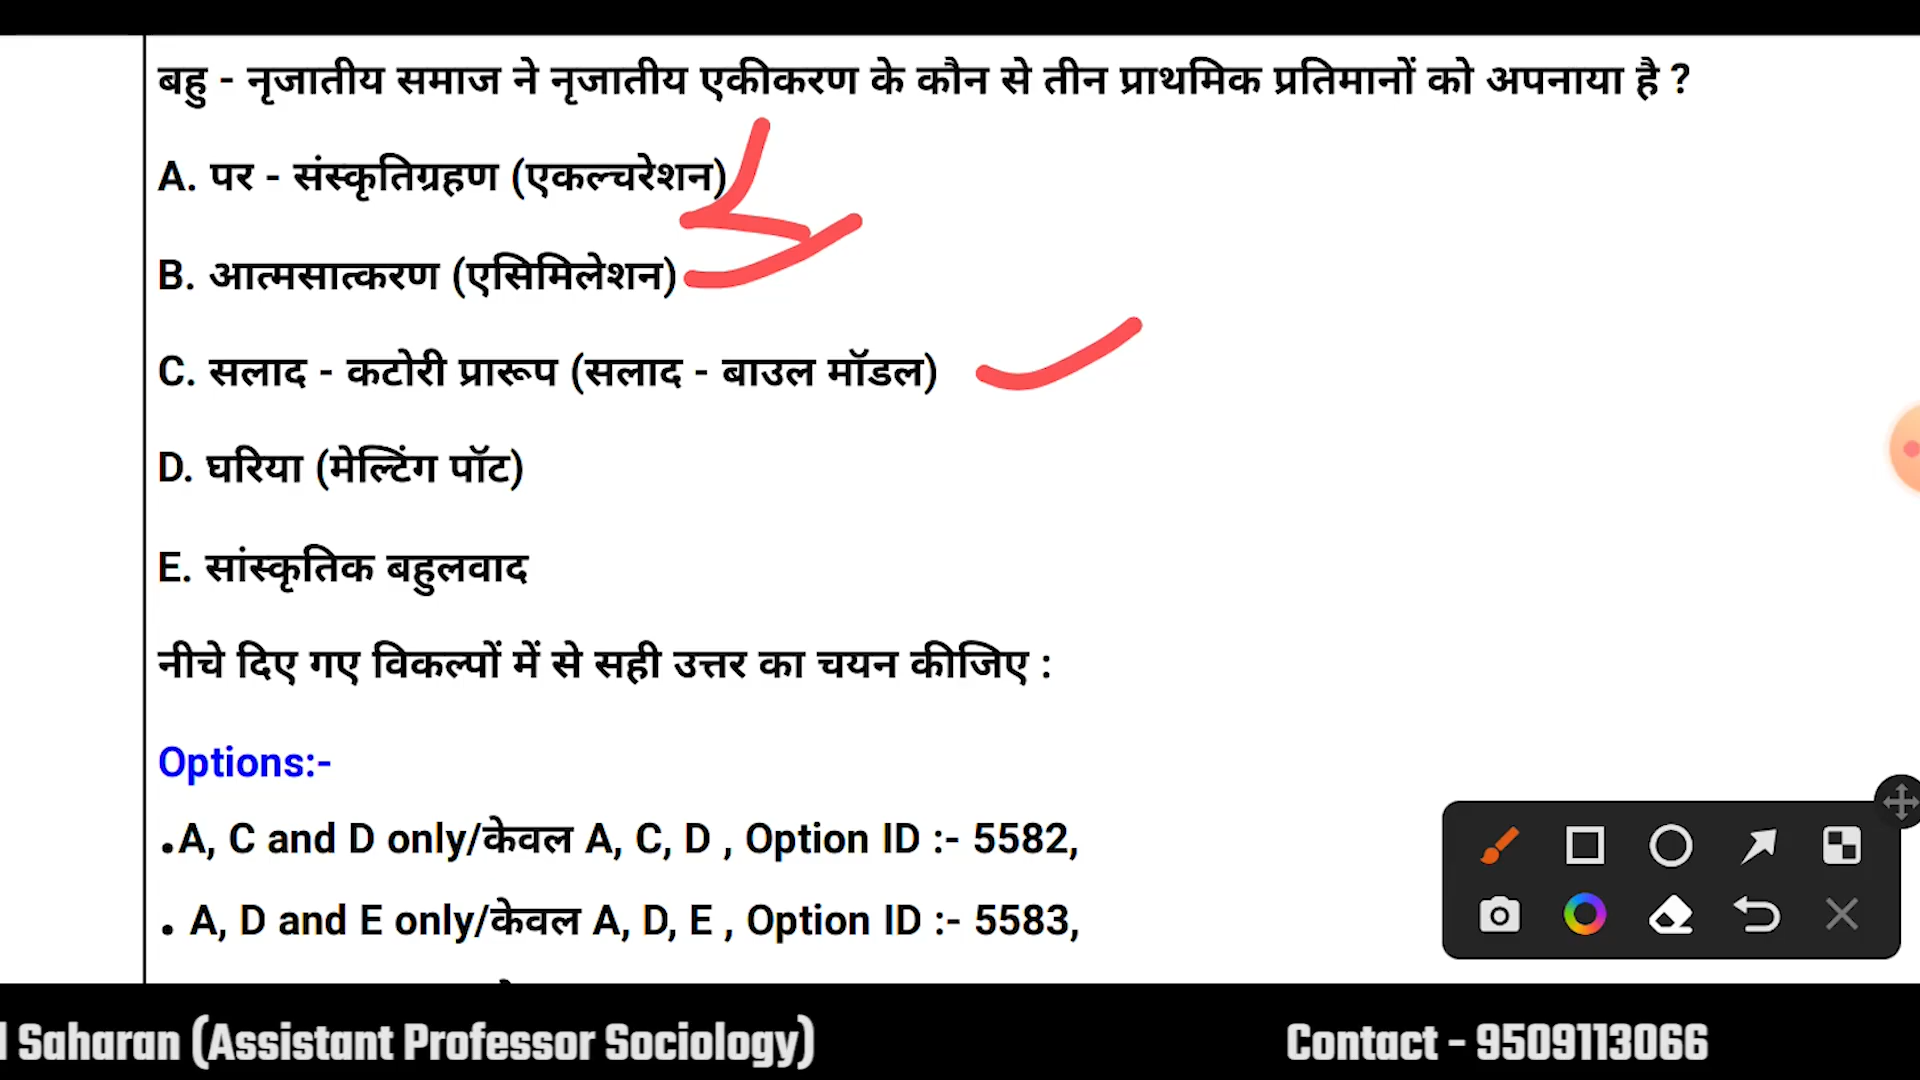 बहु - नृजातीय समाज ने नृजातीय एकीकरण के कौन से तीन प्राथमिक प्रतिमानों को अपनाया है ?
A. पर - संस्कृतिग्रहण (एकल्चरेशन)
B. आत्मसात्करण (एसिमिलेशन)
C. सलाद - कटोरी प्रारूप (सलाद - बाउल मॉडल)
D. घरिया (मेल्टिंग पॉट)
E. सांस्कृतिक बहुलवाद
नीचे दिए गए विकल्पों में से सही उत्तर का चयन कीजिए :
Options:-
.A, C and D only/केवल A, C, D , Option ID :- 5582,
. A, D and E only/केवल A, D, E , Option ID :- 5583,
Saharan (Assistant Professor Sociology)
Contact - 9509113066